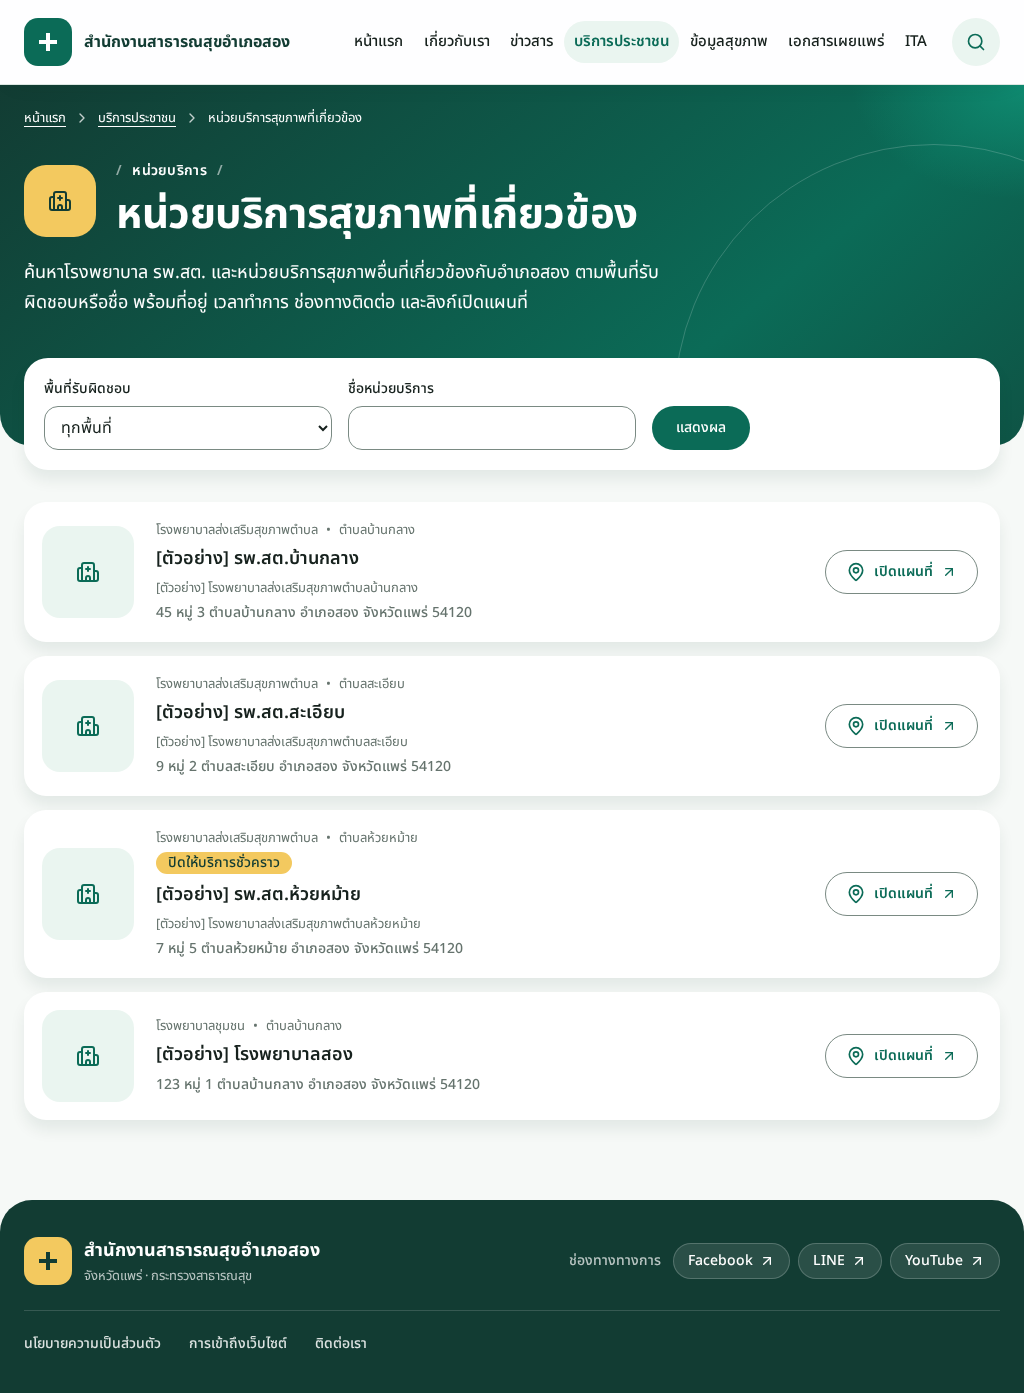 สำนักงานสาธารณสุขอำเภอสอง
หน้าแรก เกี่ยวกับเรา ข่าวสาร บริการประชาชน ข้อมูลสุขภาพ เอกสารเผยแพร่ ITA
หน้าแรก > บริการประชาชน > หน่วยบริการสุขภาพที่เกี่ยวข้อง
/ หน่วยบริการ /
หน่วยบริการสุขภาพที่เกี่ยวข้อง
ค้นหาโรงพยาบาล รพ.สต. และหน่วยบริการสุขภาพอื่นที่เกี่ยวข้องกับอำเภอสอง ตามพื้นที่รับ
ผิดชอบหรือชื่อ พร้อมที่อยู่ เวลาทำการ ช่องทางติดต่อ และลิงก์เปิดแผนที่
พื้นที่รับผิดชอบ
ชื่อหน่วยบริการ
ทุกพื้นที่
แสดงผล
โรงพยาบาลส่งเสริมสุขภาพตำบล • ตำบลบ้านกลาง
[ตัวอย่าง] รพ.สต.บ้านกลาง
[ตัวอย่าง] โรงพยาบาลส่งเสริมสุขภาพตำบลบ้านกลาง
45 หมู่ 3 ตำบลบ้านกลาง อำเภอสอง จังหวัดแพร่ 54120
เปิดแผนที่
โรงพยาบาลส่งเสริมสุขภาพตำบล • ตำบลสะเอียบ
[ตัวอย่าง] รพ.สต.สะเอียบ
[ตัวอย่าง] โรงพยาบาลส่งเสริมสุขภาพตำบลสะเอียบ
9 หมู่ 2 ตำบลสะเอียบ อำเภอสอง จังหวัดแพร่ 54120
เปิดแผนที่
โรงพยาบาลส่งเสริมสุขภาพตำบล • ตำบลห้วยหม้าย
ปิดให้บริการชั่วคราว
[ตัวอย่าง] รพ.สต.ห้วยหม้าย
[ตัวอย่าง] โรงพยาบาลส่งเสริมสุขภาพตำบลห้วยหม้าย
7 หมู่ 5 ตำบลห้วยหม้าย อำเภอสอง จังหวัดแพร่ 54120
เปิดแผนที่
โรงพยาบาลชุมชน • ตำบลบ้านกลาง
[ตัวอย่าง] โรงพยาบาลสอง
123 หมู่ 1 ตำบลบ้านกลาง อำเภอสอง จังหวัดแพร่ 54120
เปิดแผนที่
สำนักงานสาธารณสุขอำเภอสอง
จังหวัดแพร่ · กระทรวงสาธารณสุข
ช่องทางทางการ Facebook LINE YouTube
นโยบายความเป็นส่วนตัว การเข้าถึงเว็บไซต์ ติดต่อเรา